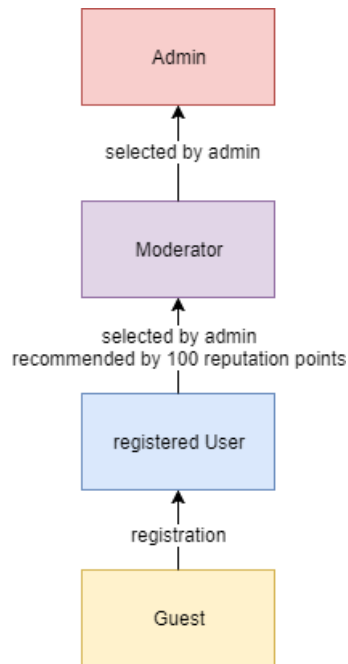 Admin
selected by admin
Moderator
selected by admin
recommended by 100 reputation points
registered User
registration
Guest